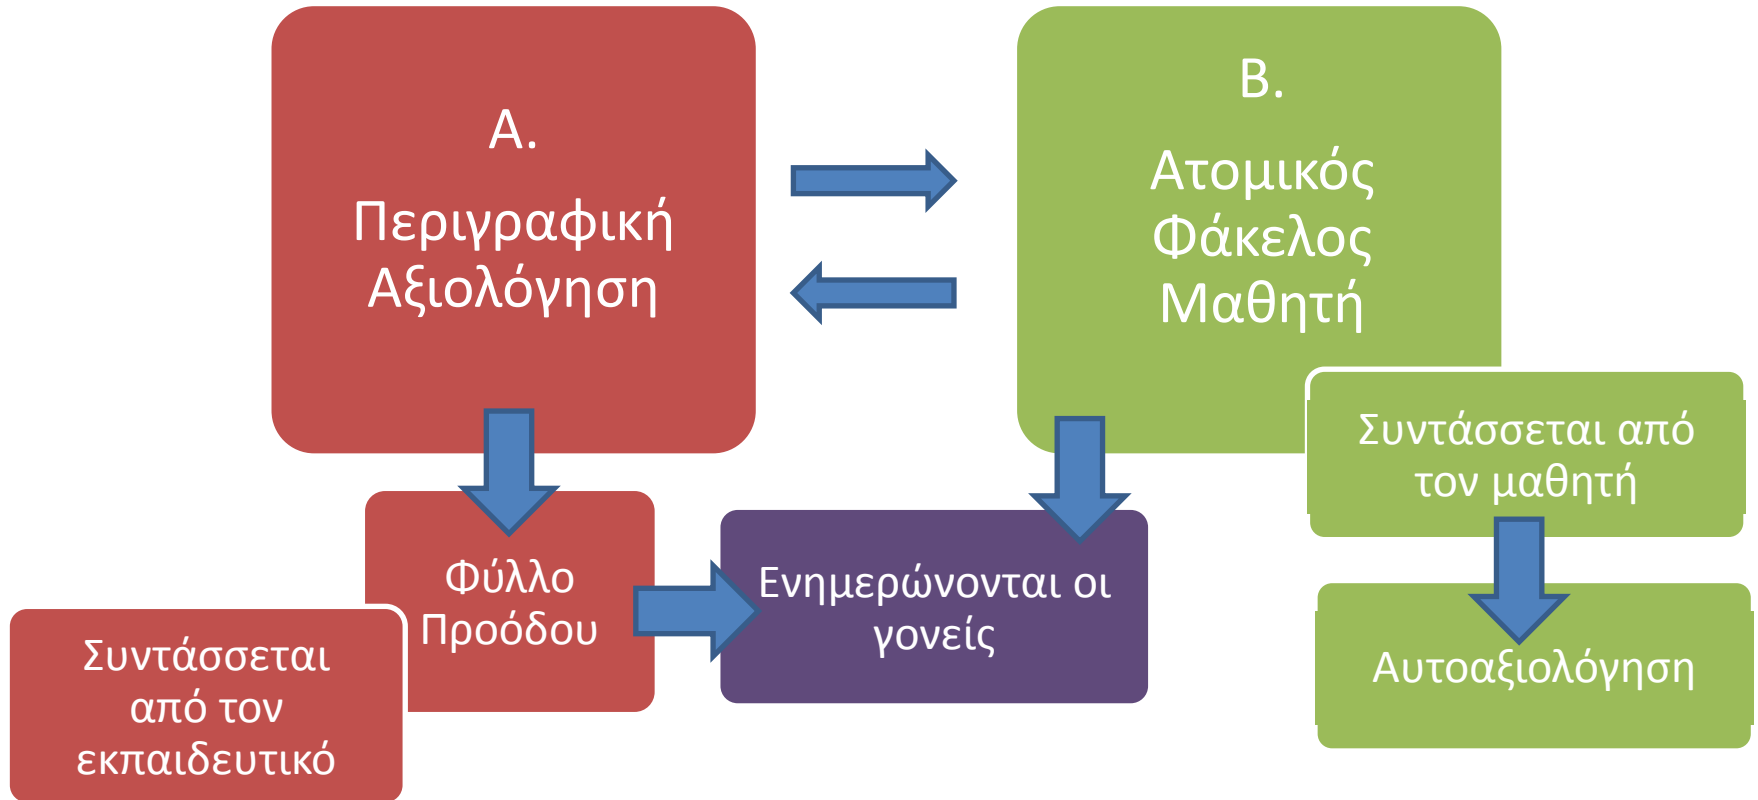 Α.
Περιγραφική
Αξιολόγηση
Β.
Ατομικός
Φάκελος
Μαθητή
Συντάσσεται από
τον μαθητή
Φύλλο
Προόδου
Ενημερώνονται οι
γονείς
Συντάσσεται
από τον
εκπαιδευτικό
Αυτοαξιολόγηση